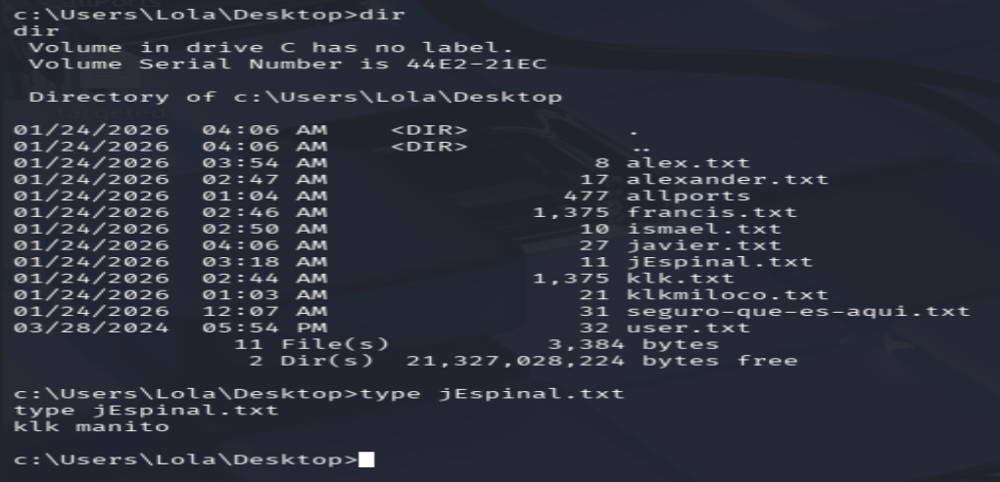 c:\Users\Lola\Desktop>dir
dir
 Volume in drive C has no label.
 Volume Serial Number is 44E2-21EC

 Directory of c:\Users\Lola\Desktop

01/24/2026  04:06 AM    <DIR>          .
01/24/2026  04:06 AM    <DIR>          ..
01/24/2026  03:54 AM                 8 alex.txt
01/24/2026  02:47 AM                17 alexander.txt
01/24/2026  01:04 AM               477 allports
01/24/2026  02:46 AM             1,375 francis.txt
01/24/2026  02:50 AM                10 ismael.txt
01/24/2026  04:06 AM                27 javier.txt
01/24/2026  03:18 AM                11 jEspinal.txt
01/24/2026  02:44 AM             1,375 klk.txt
01/24/2026  01:03 AM                21 klkmiloco.txt
01/24/2026  12:07 AM                31 seguro-que-es-aqui.txt
03/28/2024  05:54 PM                32 user.txt
              11 File(s)          3,384 bytes
               2 Dir(s)  21,327,028,224 bytes free

c:\Users\Lola\Desktop>type jEspinal.txt
type jEspinal.txt
klk manito

c:\Users\Lola\Desktop>